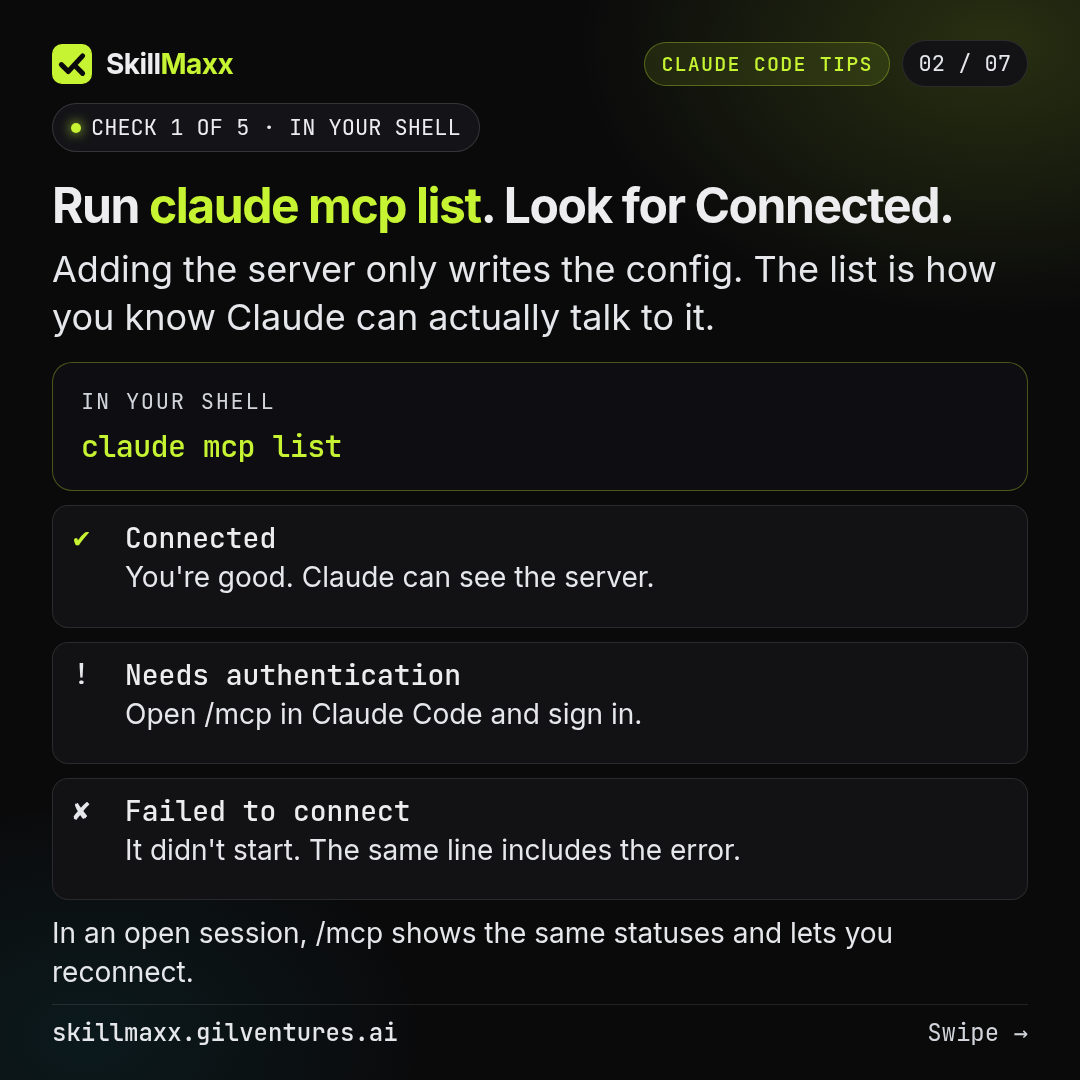 SkillMaxx
CLAUDE CODE TIPS
02 / 07
CHECK 1 OF 5 · IN YOUR SHELL
Run claude mcp list. Look for Connected.
Adding the server only writes the config. The list is how
you know Claude can actually talk to it.
IN YOUR SHELL
claude mcp list
✔ Connected
You're good. Claude can see the server.
! Needs authentication
Open /mcp in Claude Code and sign in.
✘ Failed to connect
It didn't start. The same line includes the error.
In an open session, /mcp shows the same statuses and lets you
reconnect.
skillmaxx.gilventures.ai
Swipe →